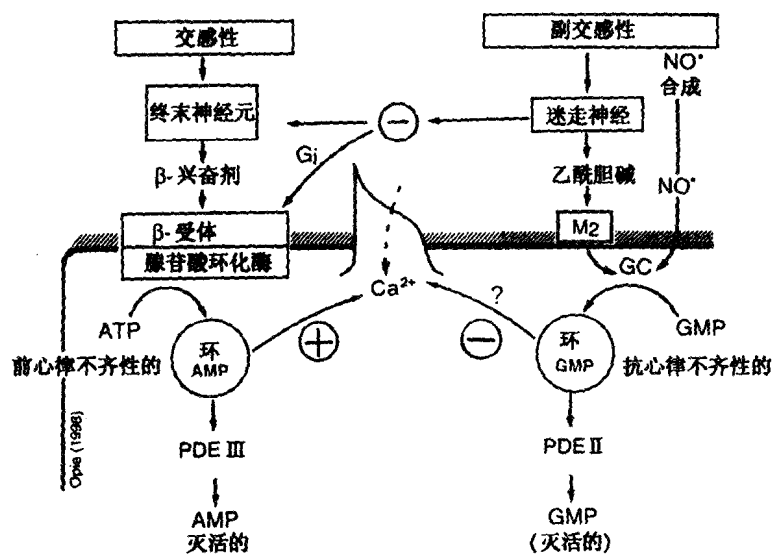 交感性
副交感性
NO•
合成
终末神经元
迷走神经
Gi
β-兴奋剂
乙酰胆碱
NO•
β-受体
M2
腺苷酸环化酶
GC
Ca2+
?
ATP
环
AMP
环
GMP
GMP
前心律不齐性的
抗心律不齐性的
PDE III
PDE II
Opie (1998)
AMP
灭活的
GMP
(灭活的)